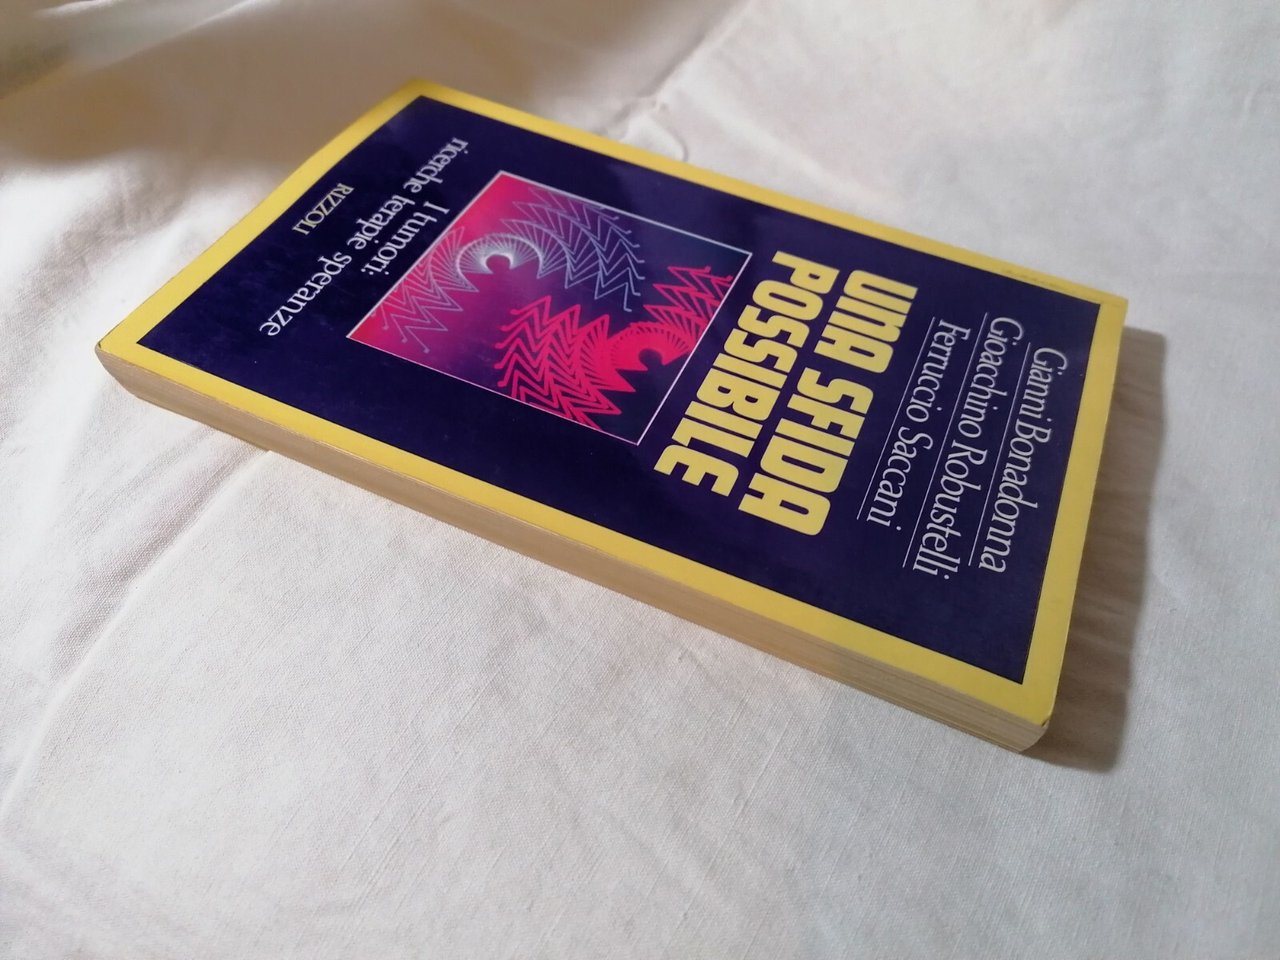 Gianni Bonadonna
Gioacchino Robustelli
Ferruccio Saccani
UNA SFIDA
POSSIBILE
I tumori:
ricerche terapie speranze
RIZZOLI